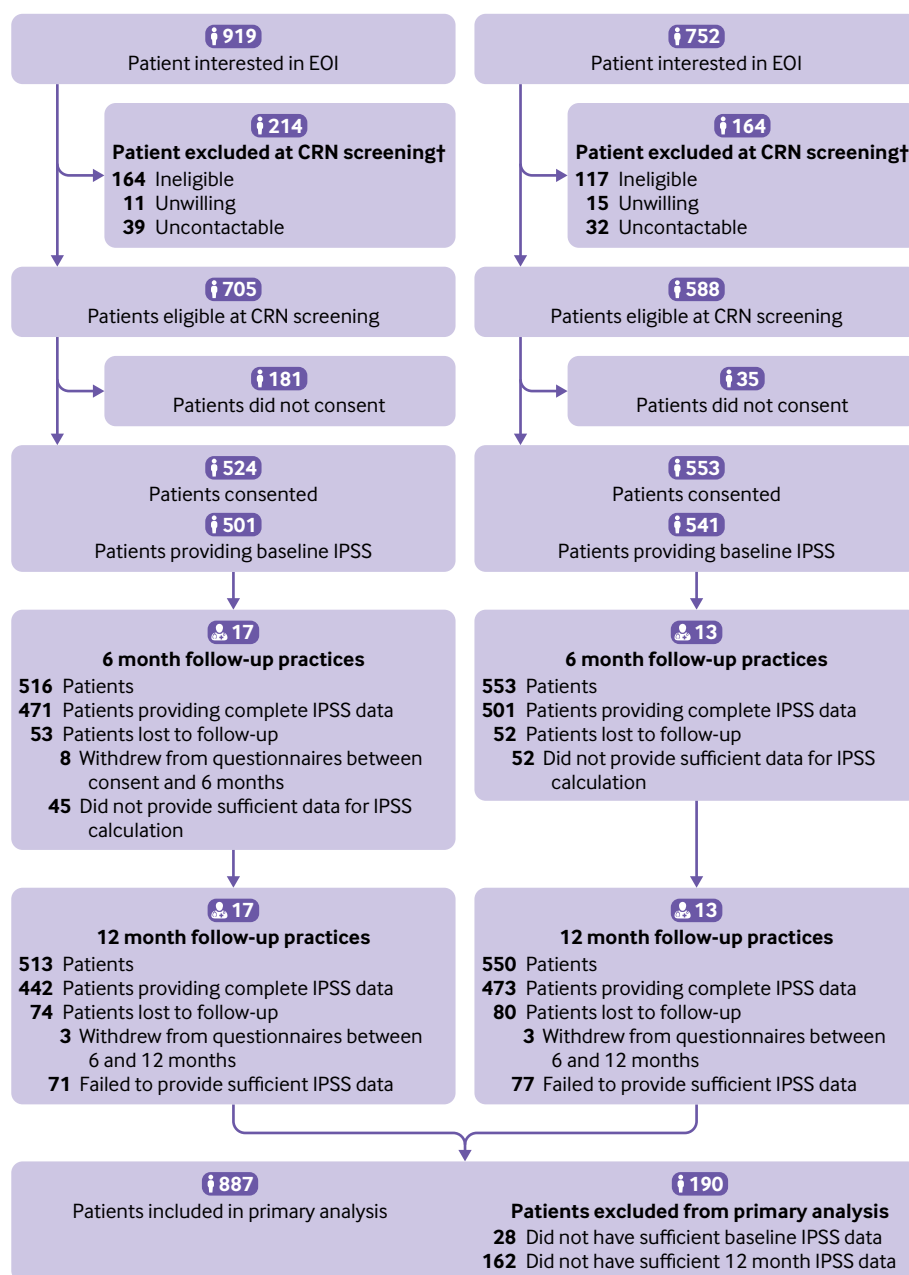 919
Patient interested in EOI
214
Patient excluded at CRN screening†
164 Ineligible
11 Unwilling
39 Uncontactable
705
Patients eligible at CRN screening
181
Patients did not consent
524
Patients consented
501
Patients providing baseline IPSS
17
6 month follow-up practices
516 Patients
471 Patients providing complete IPSS data
53 Patients lost to follow-up
8 Withdrew from questionnaires between
consent and 6 months
45 Did not provide sufficient data for IPSS
calculation
17
12 month follow-up practices
513 Patients
442 Patients providing complete IPSS data
74 Patients lost to follow-up
3 Withdrew from questionnaires between
6 and 12 months
71 Failed to provide sufficient IPSS data
752
Patient interested in EOI
164
Patient excluded at CRN screening†
117 Ineligible
15 Unwilling
32 Uncontactable
588
Patients eligible at CRN screening
35
Patients did not consent
553
Patients consented
541
Patients providing baseline IPSS
13
6 month follow-up practices
553 Patients
501 Patients providing complete IPSS data
52 Patients lost to follow-up
52 Did not provide sufficient data for IPSS
calculation
13
12 month follow-up practices
550 Patients
473 Patients providing complete IPSS data
80 Patients lost to follow-up
3 Withdrew from questionnaires between
6 and 12 months
77 Failed to provide sufficient IPSS data
887
Patients included in primary analysis
190
Patients excluded from primary analysis
28 Did not have sufficient baseline IPSS data
162 Did not have sufficient 12 month IPSS data